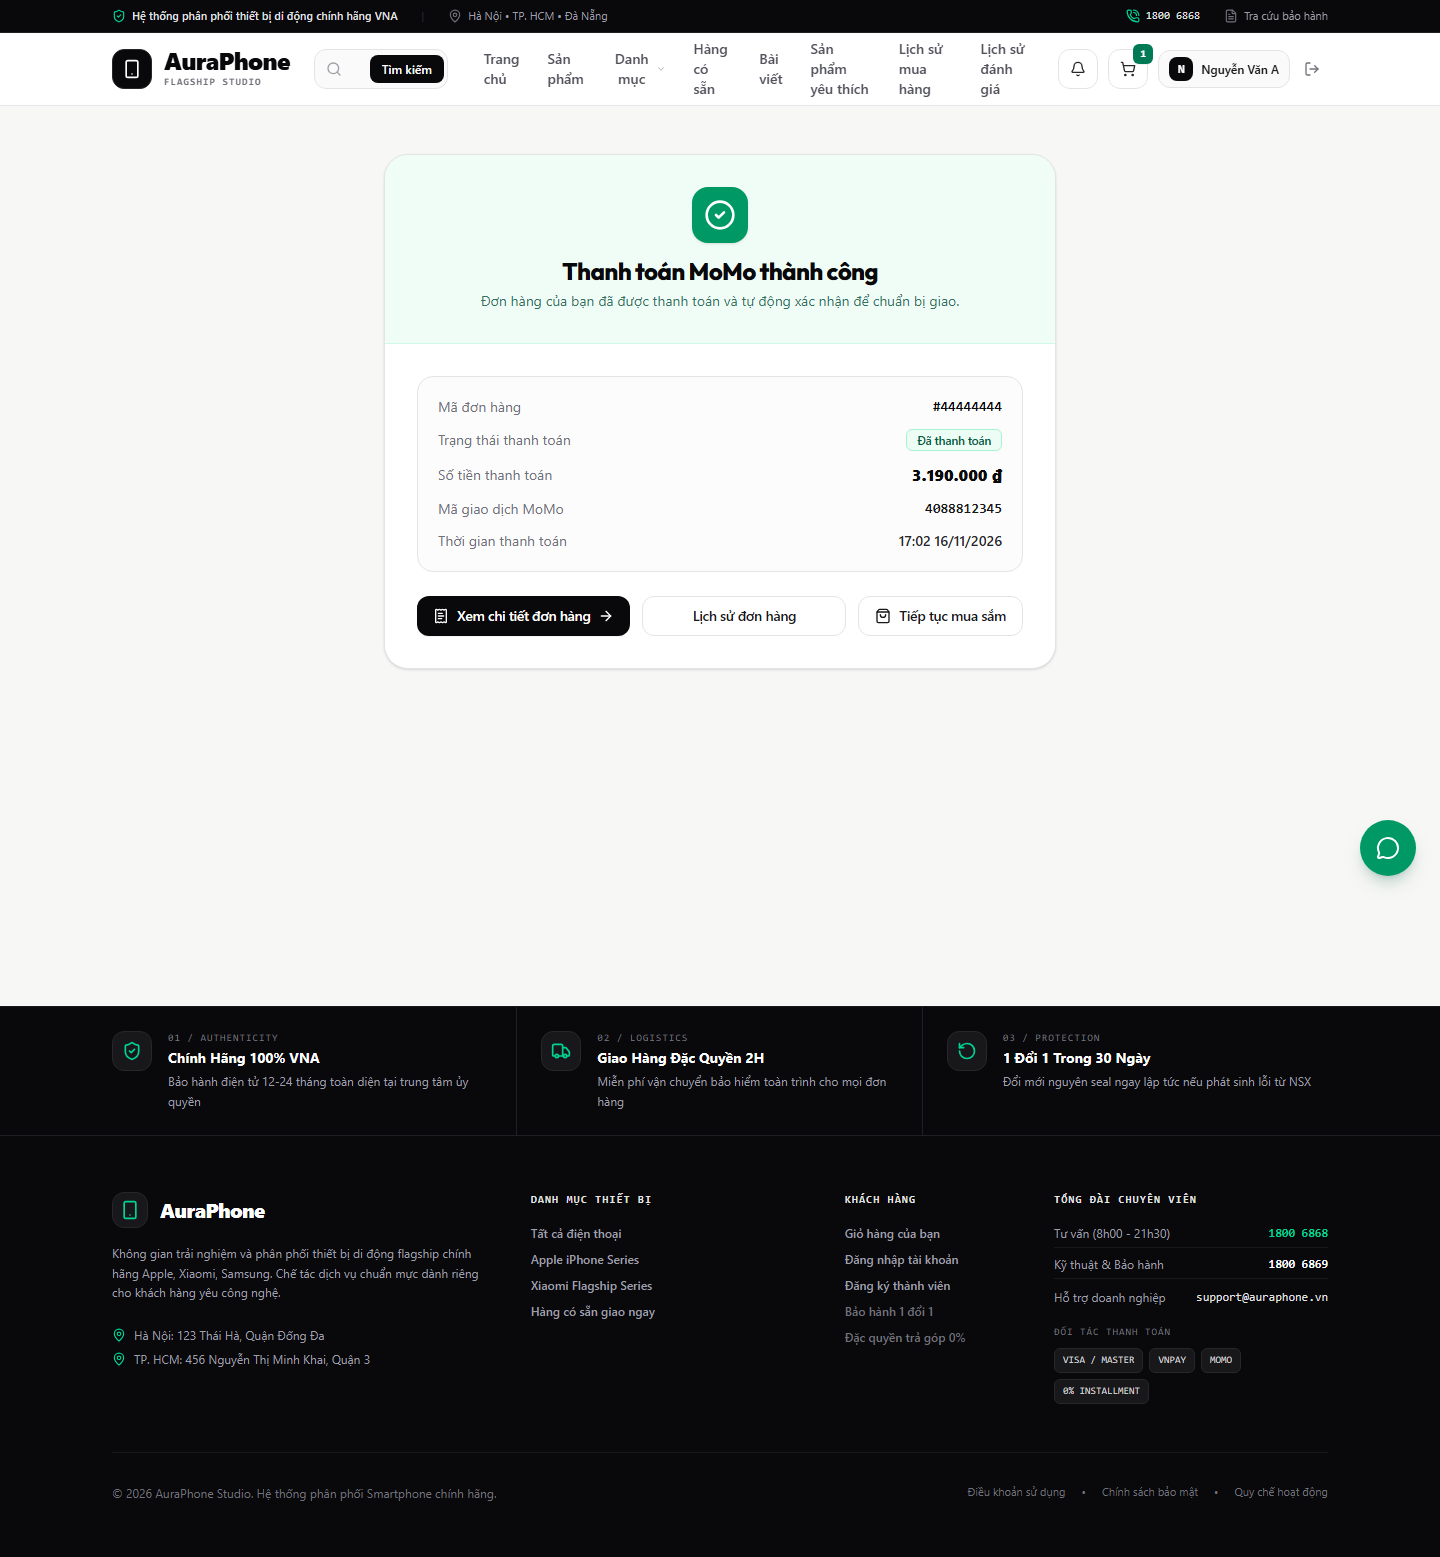 Hệ thống phân phối thiết bị di động chính hãng VNA
Hà Nội • TP. HCM • Đà Nẵng
1800 6868
Tra cứu bảo hành
AuraPhone
FLAGSHIP STUDIO
Tìm kiếm
Trang chủ
Sản phẩm
Danh mục
Hàng có sẵn
Bài viết
Sản phẩm yêu thích
Lịch sử mua hàng
Lịch sử đánh giá
1
N
Nguyễn Văn A
Thanh toán MoMo thành công
Đơn hàng của bạn đã được thanh toán và tự động xác nhận để chuẩn bị giao.
Mã đơn hàng
#44444444
Trạng thái thanh toán
Đã thanh toán
Số tiền thanh toán
3.190.000 ₫
Mã giao dịch MoMo
4088812345
Thời gian thanh toán
17:02 16/11/2026
Xem chi tiết đơn hàng
Lịch sử đơn hàng
Tiếp tục mua sắm
01 / AUTHENTICITY
Chính Hãng 100% VNA
Bảo hành điện tử 12-24 tháng toàn diện tại trung tâm ủy
quyền
02 / LOGISTICS
Giao Hàng Đặc Quyền 2H
Miễn phí vận chuyển bảo hiểm toàn trình cho mọi đơn
hàng
03 / PROTECTION
1 Đổi 1 Trong 30 Ngày
Đổi mới nguyên seal ngay lập tức nếu phát sinh lỗi từ NSX
AuraPhone
Không gian trải nghiệm và phân phối thiết bị di động flagship chính
hãng Apple, Xiaomi, Samsung. Chế tác dịch vụ chuẩn mực dành riêng
cho khách hàng yêu công nghệ.
Hà Nội: 123 Thái Hà, Quận Đống Đa
TP. HCM: 456 Nguyễn Thị Minh Khai, Quận 3
DANH MỤC THIẾT BỊ
Tất cả điện thoại
Apple iPhone Series
Xiaomi Flagship Series
Hàng có sẵn giao ngay
KHÁCH HÀNG
Giỏ hàng của bạn
Đăng nhập tài khoản
Đăng ký thành viên
Bảo hành 1 đổi 1
Đặc quyền trả góp 0%
TỔNG ĐÀI CHUYÊN VIÊN
Tư vấn (8h00 - 21h30)
1800 6868
Kỹ thuật & Bảo hành
1800 6869
Hỗ trợ doanh nghiệp
support@auraphone.vn
ĐỐI TÁC THANH TOÁN
VISA / MASTER
VNPAY
MOMO
0% INSTALLMENT
© 2026 AuraPhone Studio. Hệ thống phân phối Smartphone chính hãng.
Điều khoản sử dụng • Chính sách bảo mật • Quy chế hoạt động